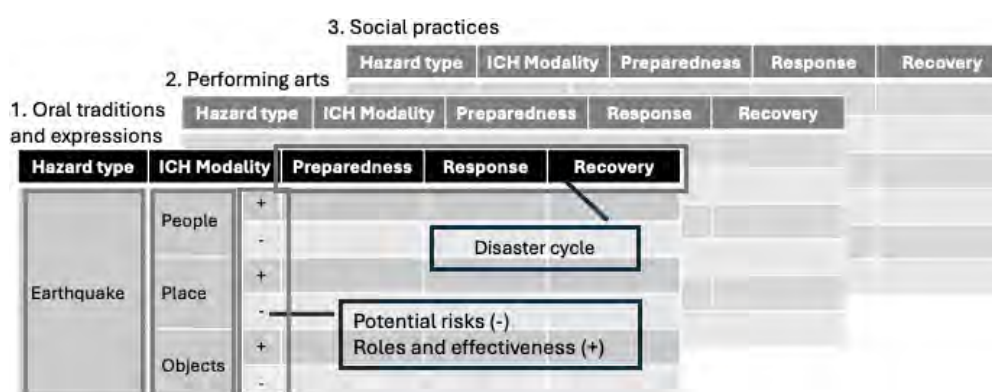 3. Social practices
Hazard type ICH Modality Preparedness Response Recovery
2. Performing arts
Hazard type ICH Modality Preparedness Response Recovery
1. Oral traditions
and expressions
Hazard type ICH Modality Preparedness Response Recovery
Earthquake
People
+
-
Place
+
-
Objects
+
-
Disaster cycle
Potential risks (-)
Roles and effectiveness (+)